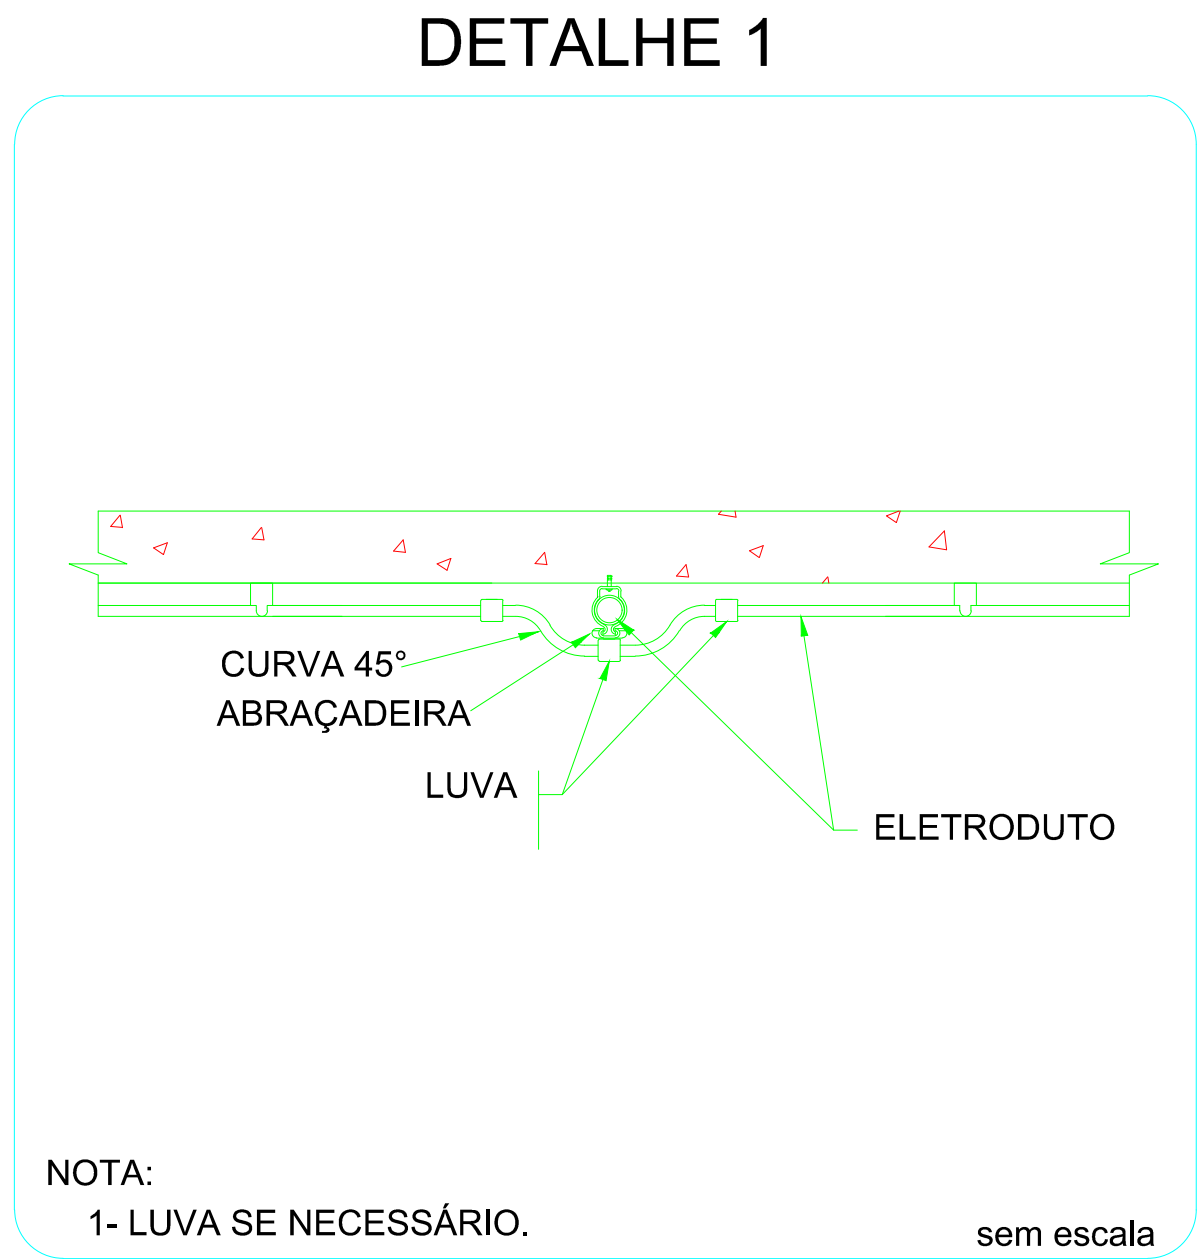 DETALHE 1
CURVA 45°
ABRAÇADEIRA
LUVA
ELETRODUTO
NOTA:
1- LUVA SE NECESSÁRIO.
sem escala